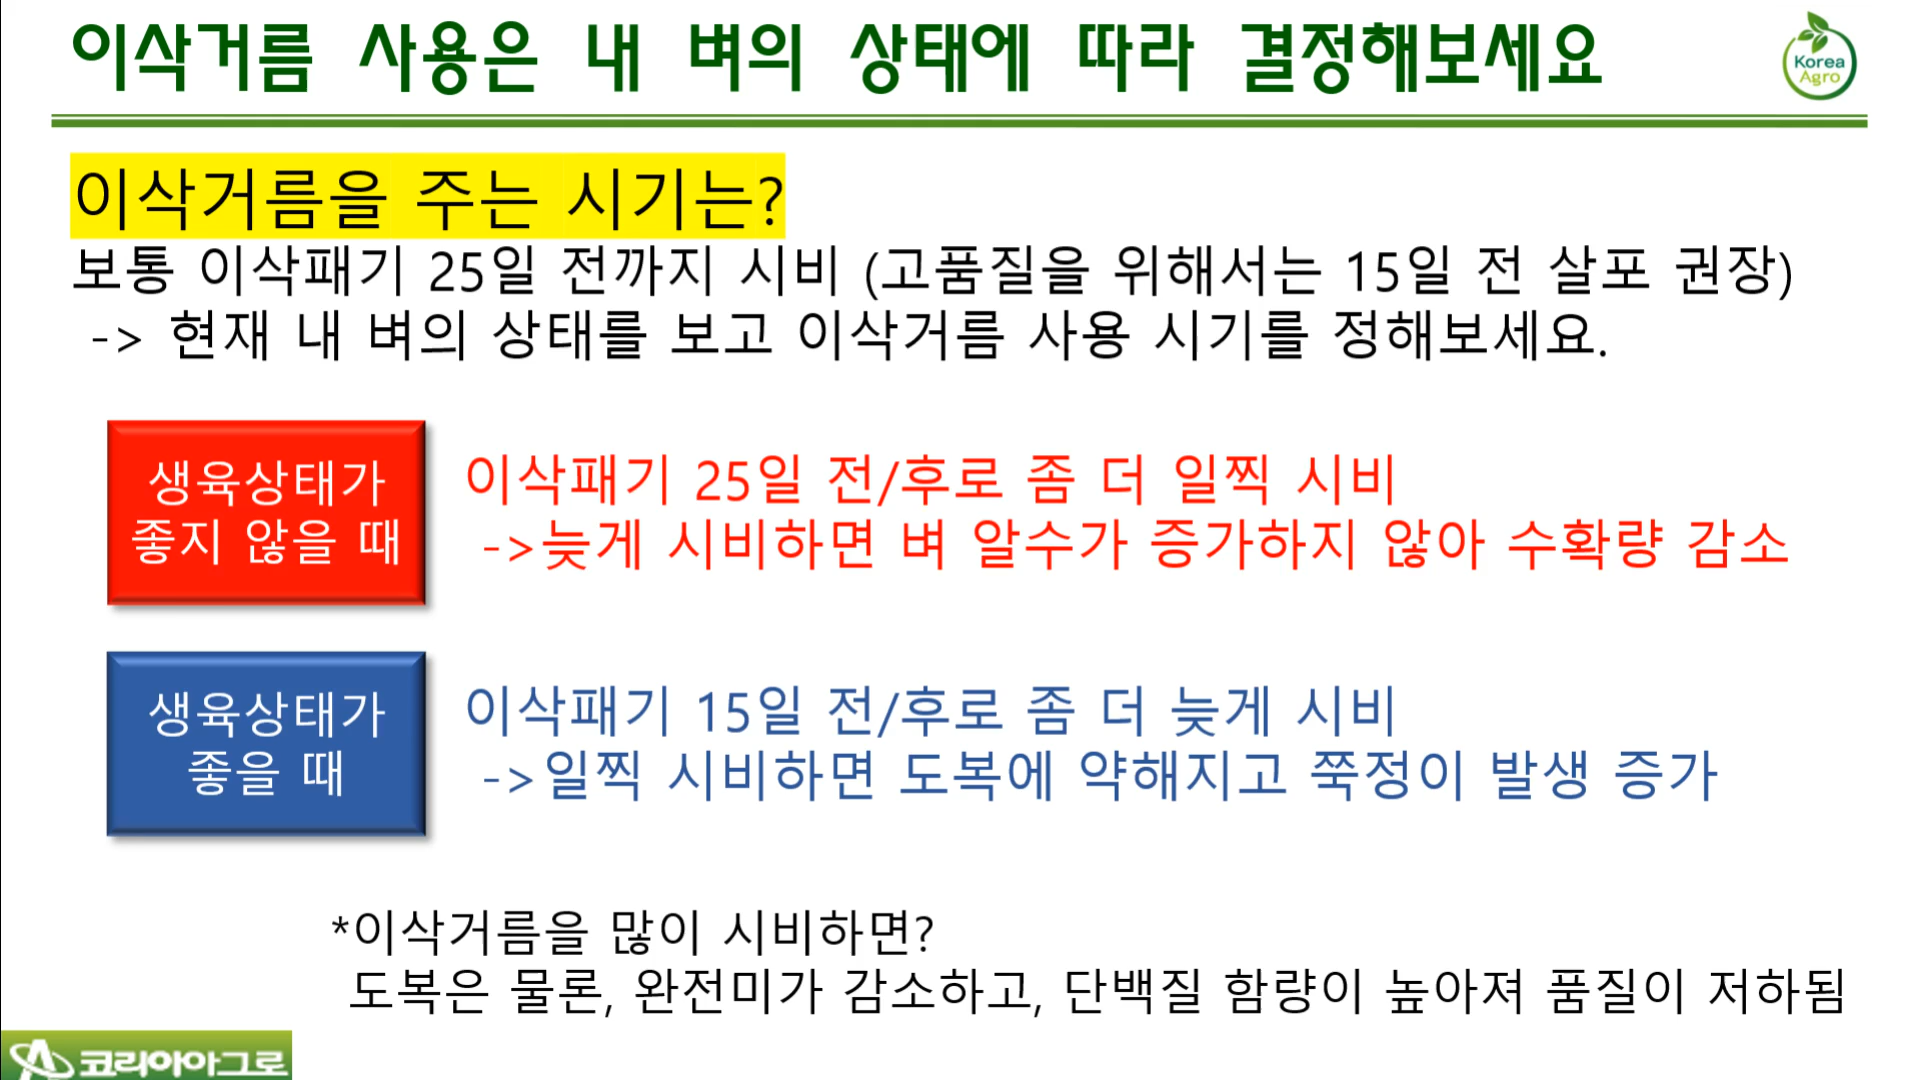 이삭거름 사용은 내 벼의 상태에 따라 결정해보세요
Korea
Agro
이삭거름을 주는 시기는?
보통 이삭패기 25일 전까지 시비 (고품질을 위해서는 15일 전 살포 권장)
-> 현재 내 벼의 상태를 보고 이삭거름 사용 시기를 정해보세요.
생육상태가
좋지 않을 때
이삭패기 25일 전/후로 좀 더 일찍 시비
->늦게 시비하면 벼 알수가 증가하지 않아 수확량 감소
생육상태가
좋을 때
이삭패기 15일 전/후로 좀 더 늦게 시비
->일찍 시비하면 도복에 약해지고 쭉정이 발생 증가
*이삭거름을 많이 시비하면?
도복은 물론, 완전미가 감소하고, 단백질 함량이 높아져 품질이 저하됨
코리아아그로